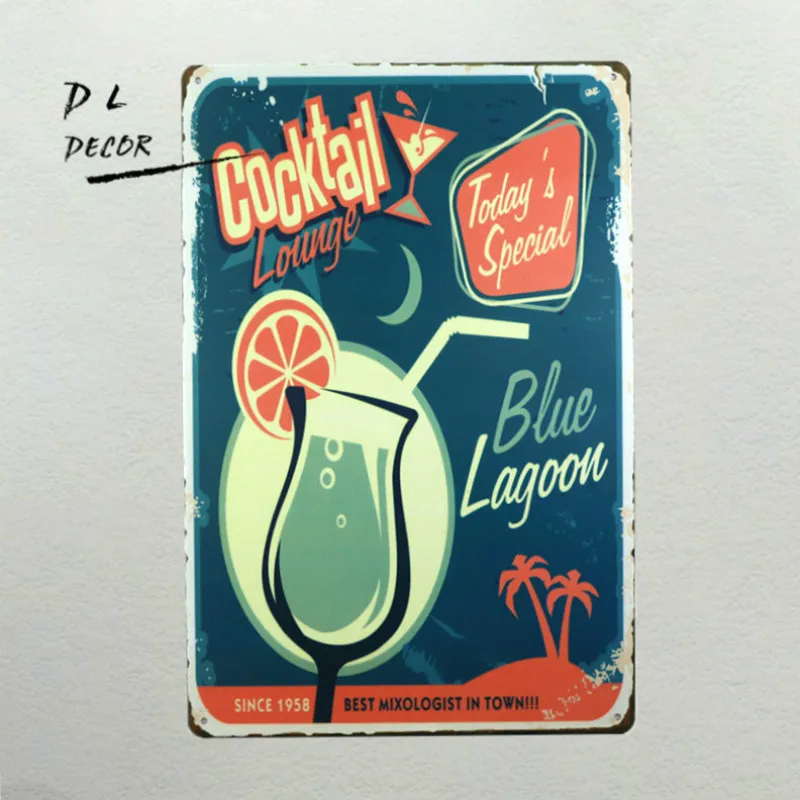 D L
DECOR
Cocktail
Lounge
Today's
Special
Blue
Lagoon
SINCE 1958 BEST MIXOLOGIST IN TOWN!!!